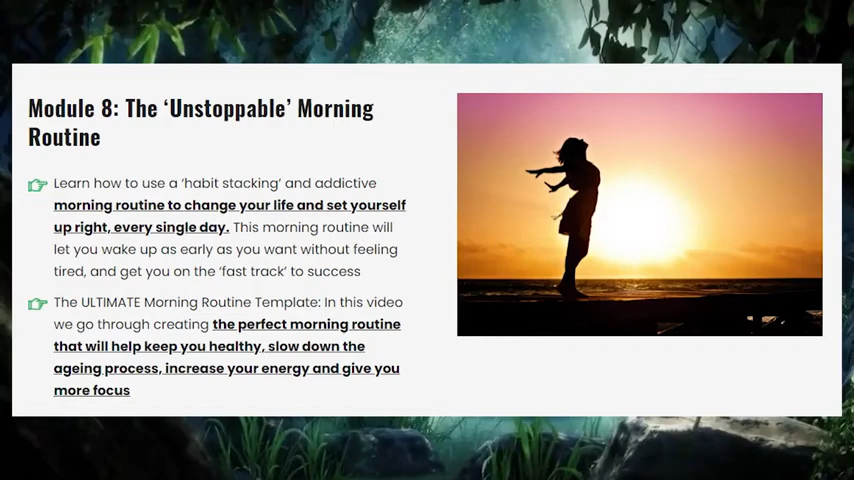 Module 8: The ‘Unstoppable’ Morning
Routine
Learn how to use a ‘habit stacking’ and addictive
morning routine to change your life and set yourself
up right, every single day. This morning routine will
let you wake up as early as you want without feeling
tired, and get you on the ‘fast track’ to success
The ULTIMATE Morning Routine Template: In this video
we go through creating the perfect morning routine
that will help keep you healthy, slow down the
ageing process, increase your energy and give you
more focus